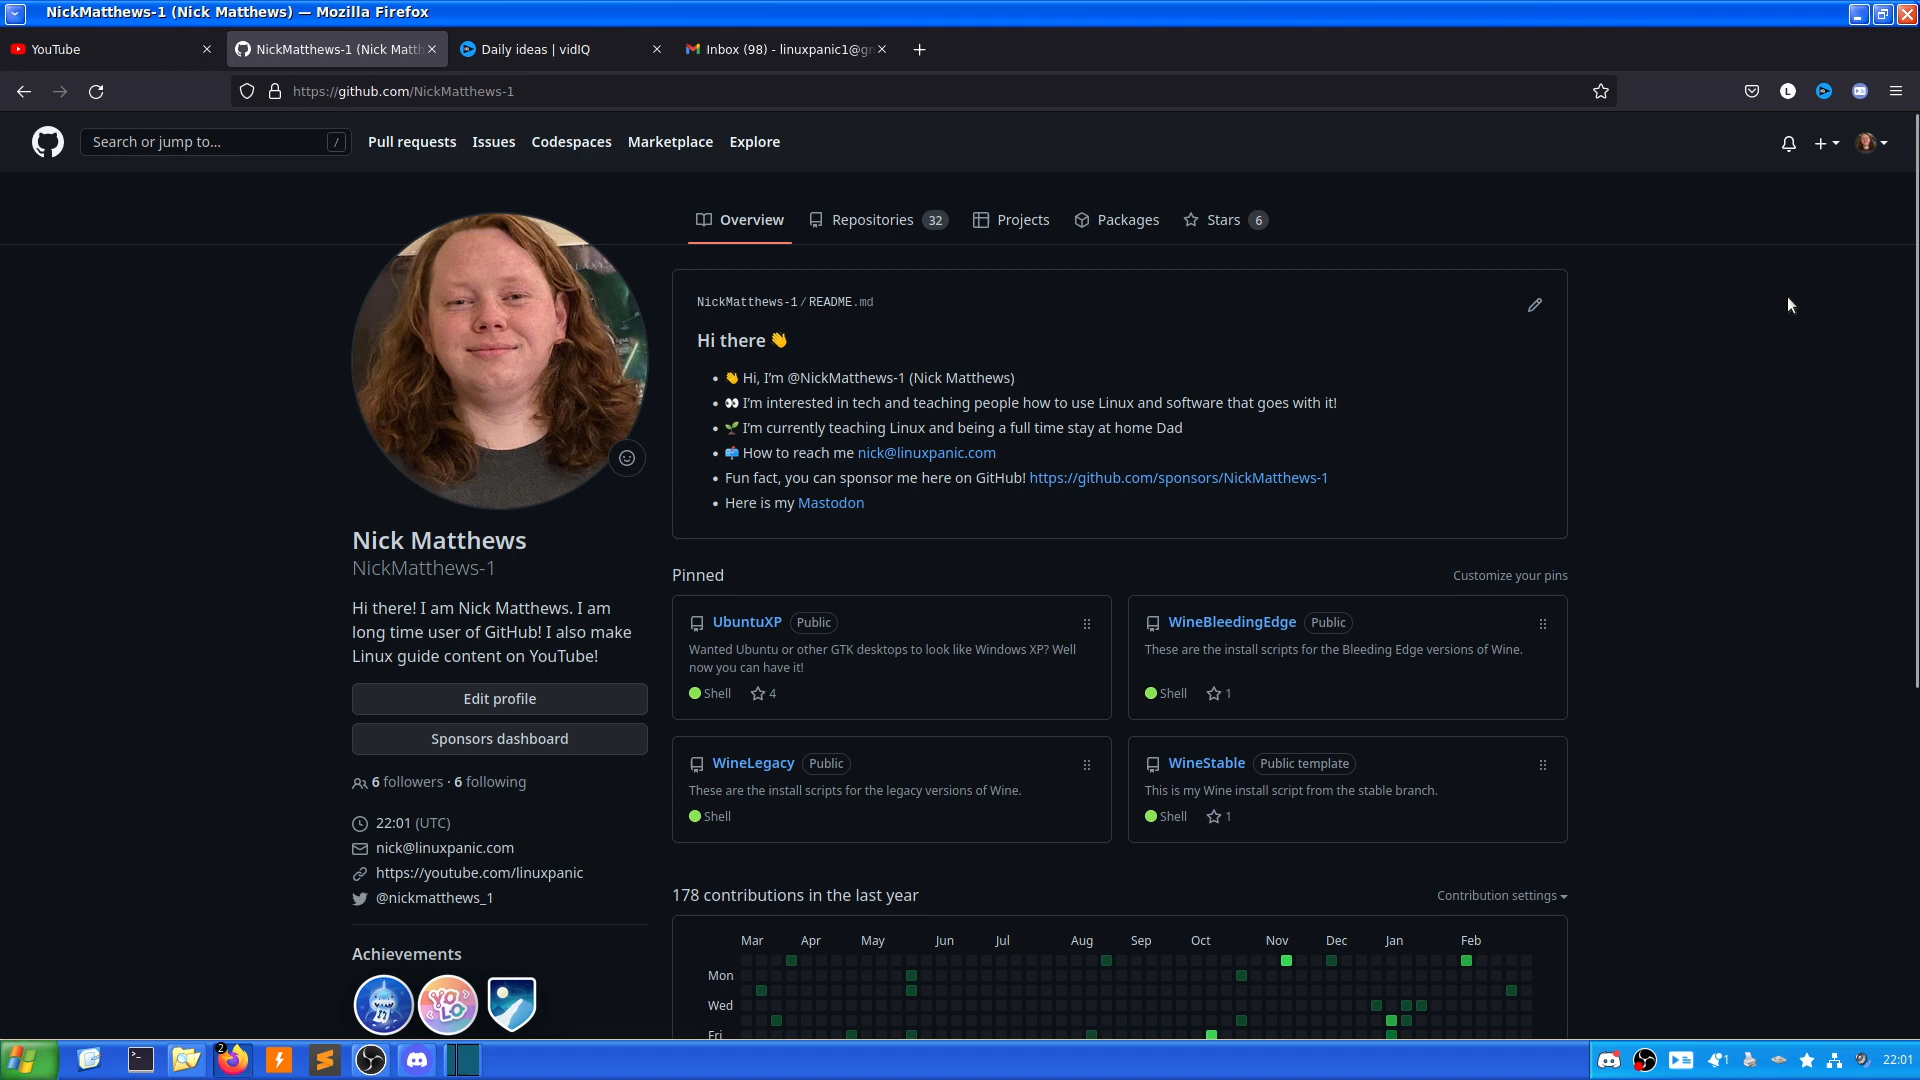 NickMatthews-1 (Nick Matthews) — Mozilla Firefox
YouTube
NickMatthews-1 (Nick Matth
Daily ideas | vidIQ
Inbox (98) - linuxpanic1@gm
https://github.com/NickMatthews-1
L
Search or jump to...
/
Pull requests
Issues
Codespaces
Marketplace
Explore
Overview
Repositories 32
Projects
Packages
Stars 6
NickMatthews-1/README.md
Hi there 👋
👋 Hi, I'm @NickMatthews-1 (Nick Matthews)
👀 I'm interested in tech and teaching people how to use Linux and software that goes with it!
🌱 I'm currently teaching Linux and being a full time stay at home Dad
📫 How to reach me nick@linuxpanic.com
Fun fact, you can sponsor me here on GitHub! https://github.com/sponsors/NickMatthews-1
Here is my Mastodon
Nick Matthews
NickMatthews-1
Hi there! I am Nick Matthews. I am
long time user of GitHub! I also make
Linux guide content on YouTube!
Edit profile
Sponsors dashboard
6 followers · 6 following
22:01 (UTC)
nick@linuxpanic.com
https://youtube.com/linuxpanic
@nickmatthews_1
Achievements
YOLO
Pinned
Customize your pins
UbuntuXP Public
Wanted Ubuntu or other GTK desktops to look like Windows XP? Well
now you can have it!
Shell 4
WineBleedingEdge Public
These are the install scripts for the Bleeding Edge versions of Wine.
Shell 1
WineLegacy Public
These are the install scripts for the legacy versions of Wine.
Shell
WineStable Public template
This is my Wine install script from the stable branch.
Shell 1
178 contributions in the last year
Contribution settings
Mar Apr May Jun Jul Aug Sep Oct Nov Dec Jan Feb
Mon
Wed
Fri
2
1
22:01